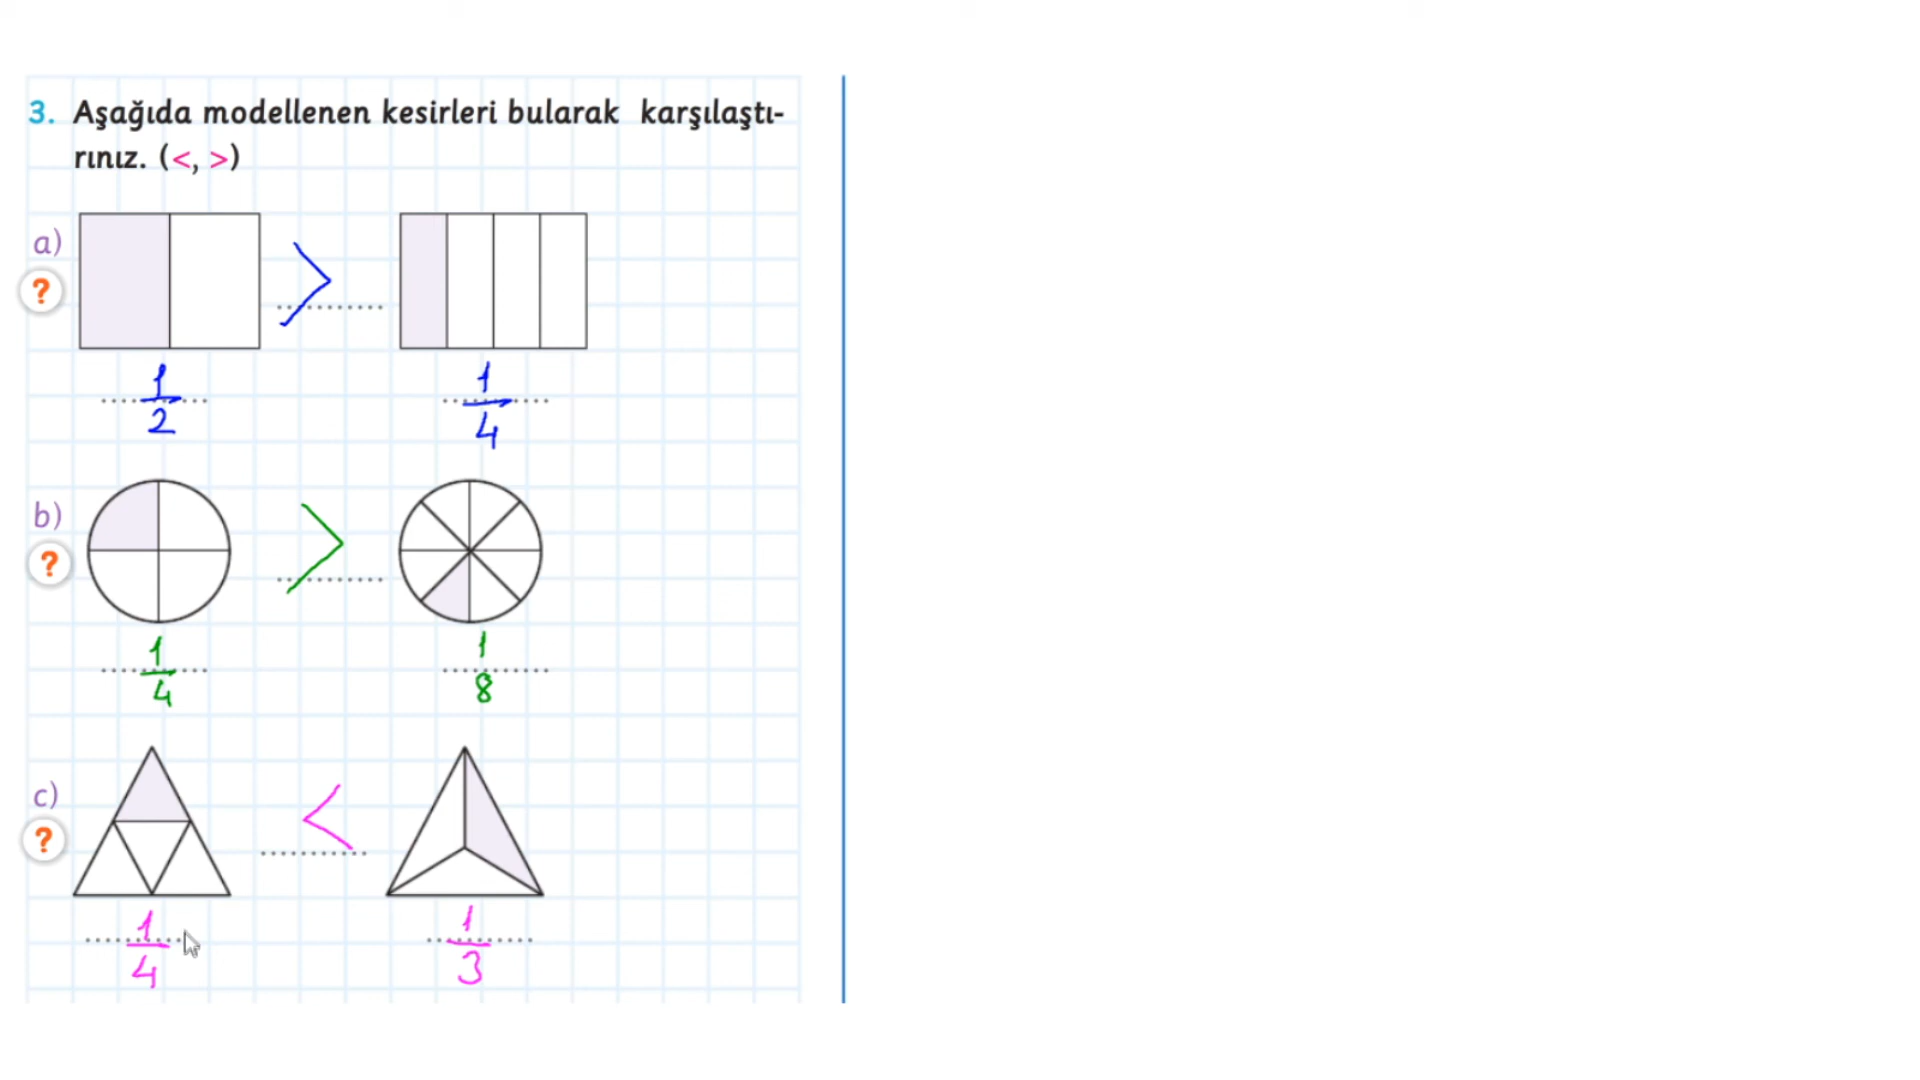 3. Aşağıda modellenen kesirleri bularak karşılaştı-
rınız. (<, >)
a)
?
>
1/2
1/4
b)
?
>
1/4
1
8
c)
?
<
1/4
1/3